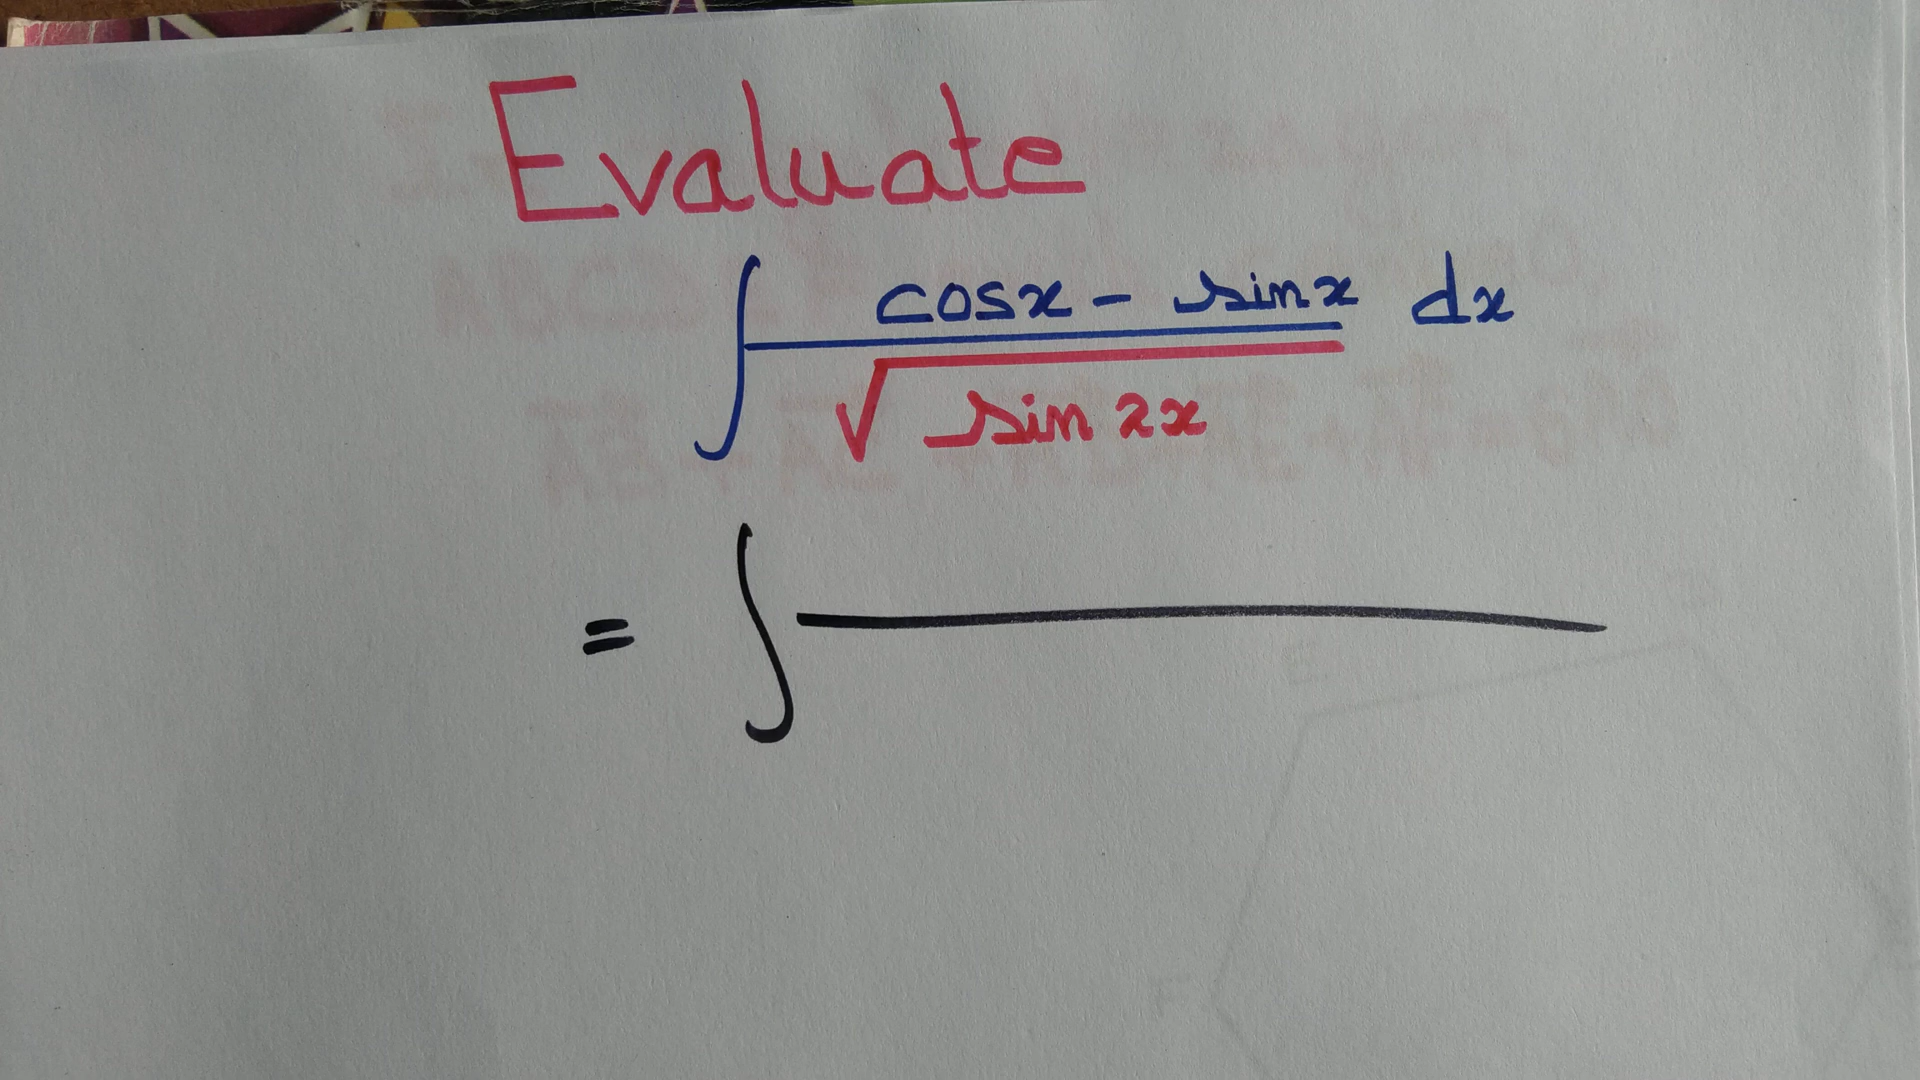 Evaluate
∫ cosx - sinx dx
√ sin 2x
= ∫